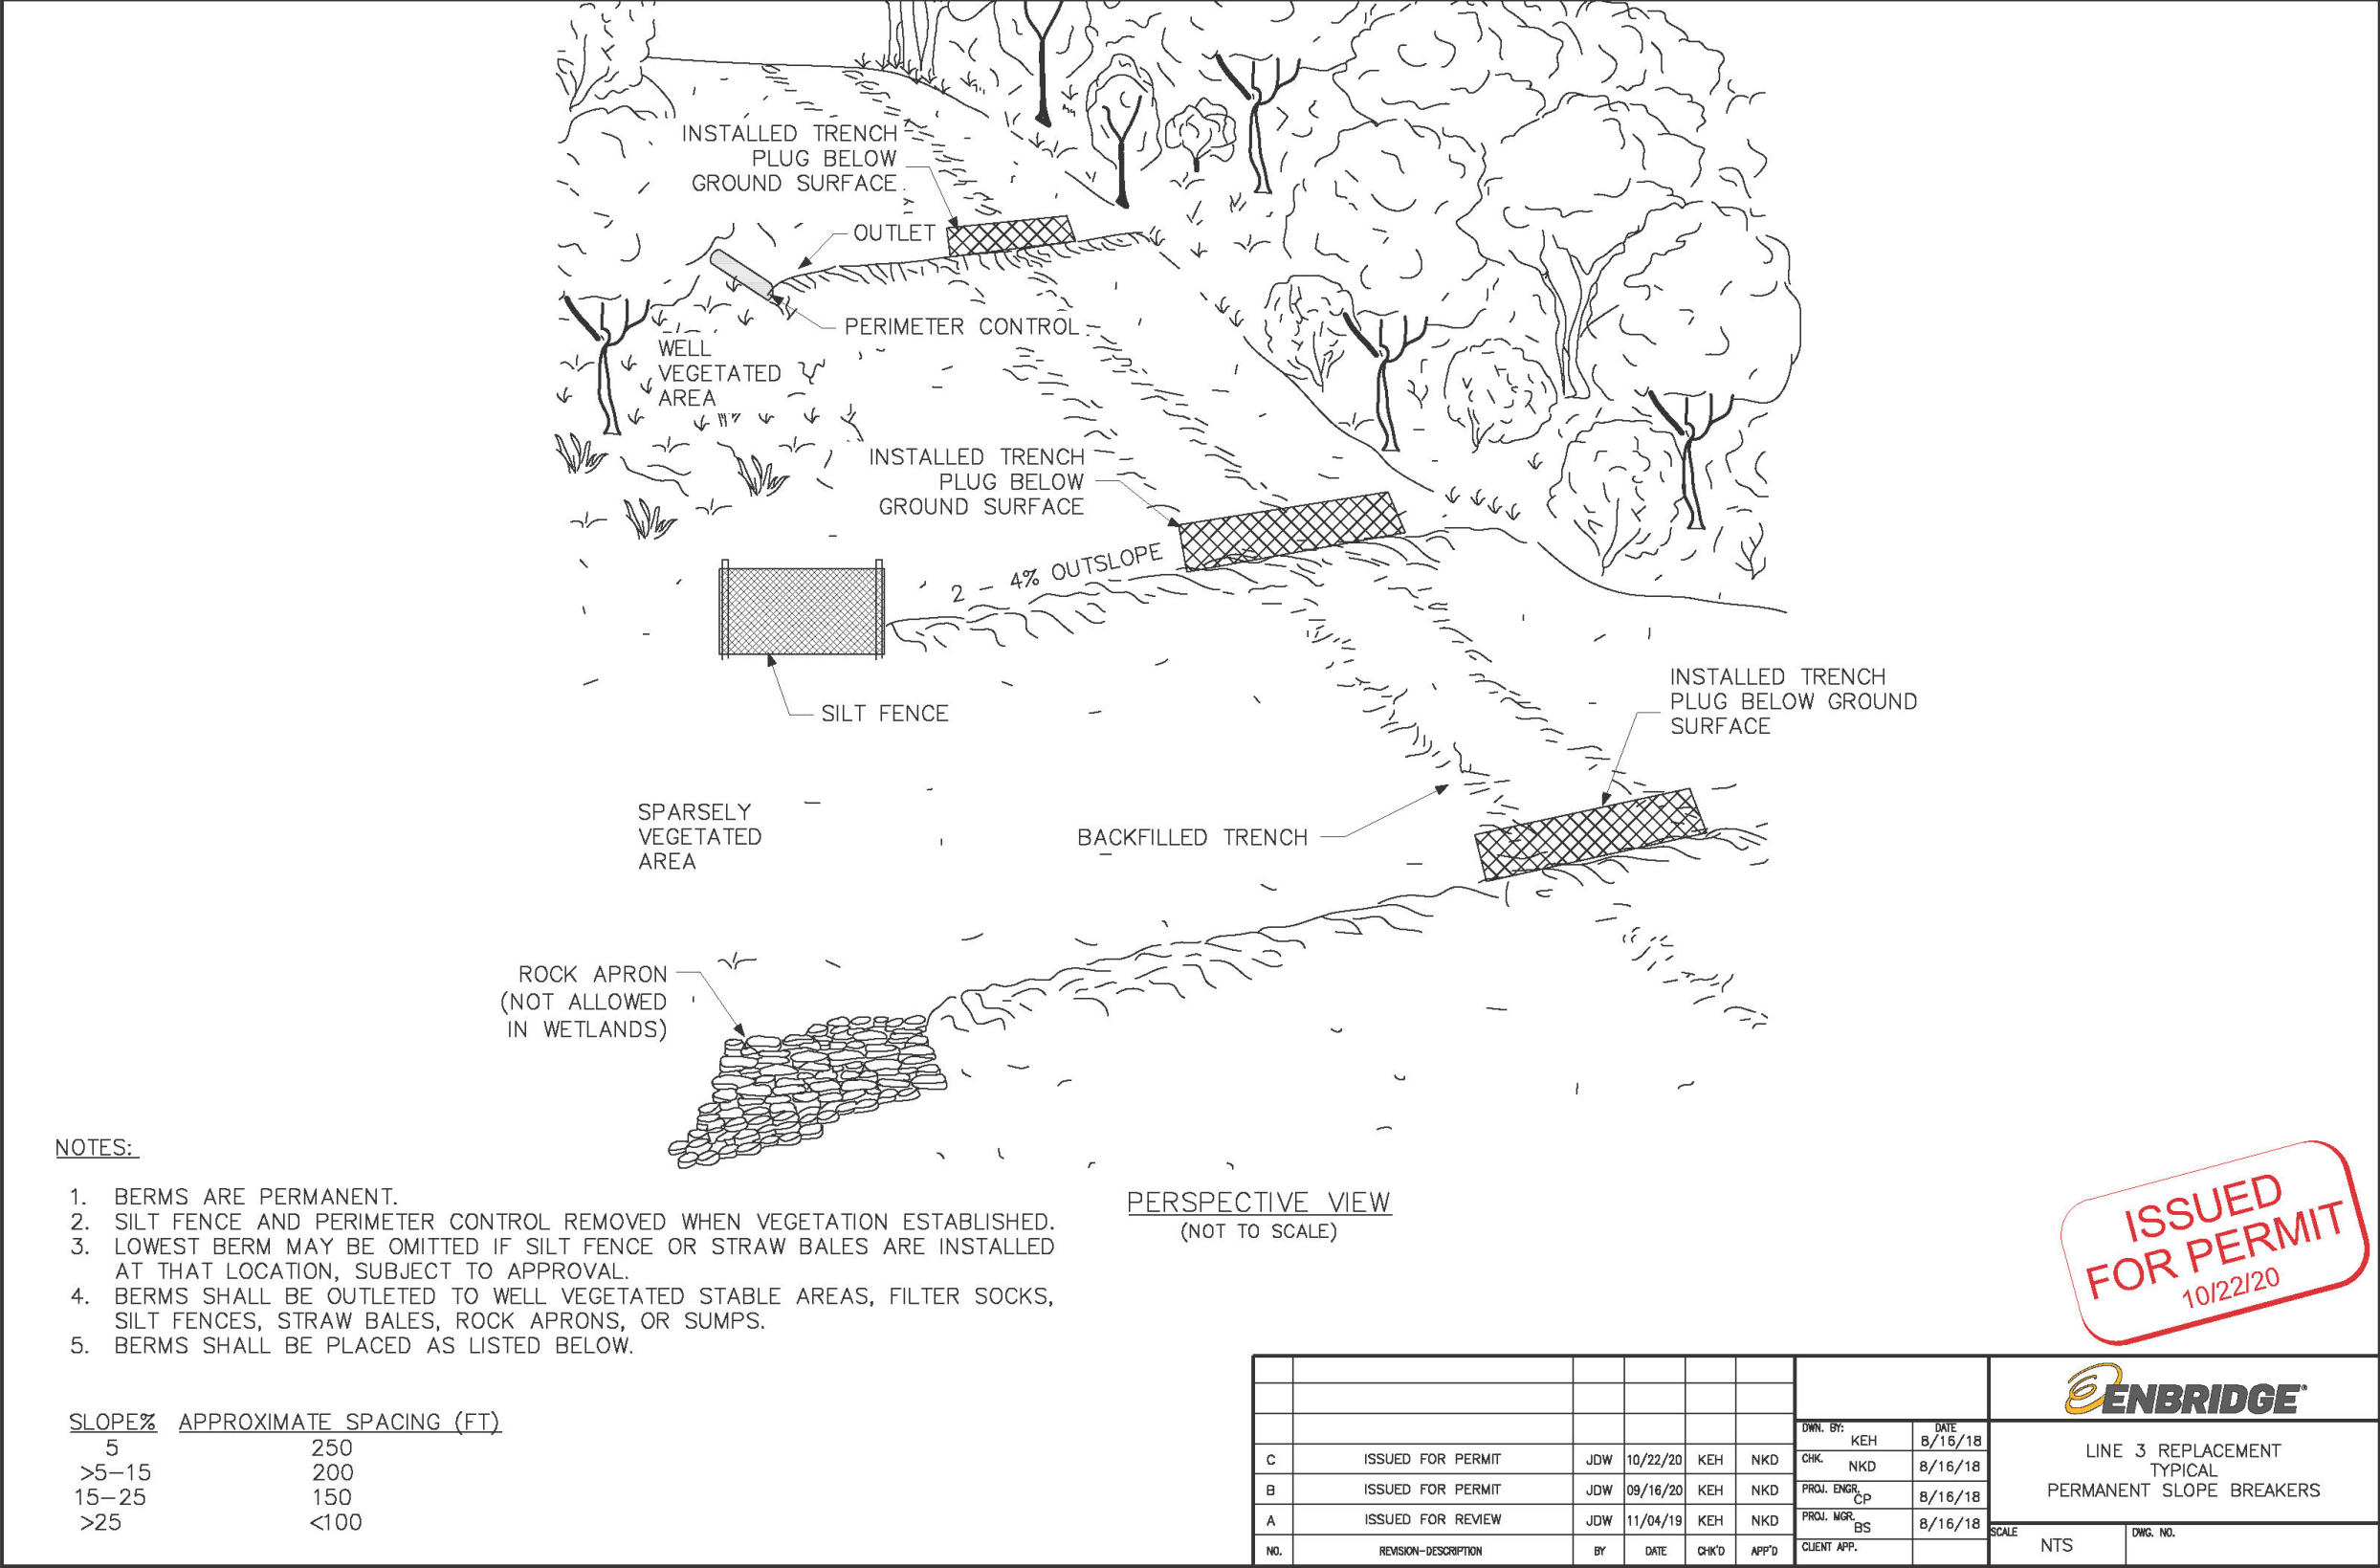 INSTALLED TRENCH
PLUG BELOW
GROUND SURFACE
OUTLET
PERIMETER CONTROL
WELL
VEGETATED
AREA
INSTALLED TRENCH
PLUG BELOW
GROUND SURFACE
2 - 4% OUTSLOPE
SILT FENCE
INSTALLED TRENCH
PLUG BELOW GROUND
SURFACE
SPARSELY
VEGETATED
AREA
BACKFILLED TRENCH
ROCK APRON
(NOT ALLOWED
IN WETLANDS)
PERSPECTIVE VIEW
(NOT TO SCALE)
NOTES:
1. BERMS ARE PERMANENT.
2. SILT FENCE AND PERIMETER CONTROL REMOVED WHEN VEGETATION ESTABLISHED.
3. LOWEST BERM MAY BE OMITTED IF SILT FENCE OR STRAW BALES ARE INSTALLED
AT THAT LOCATION, SUBJECT TO APPROVAL.
4. BERMS SHALL BE OUTLETED TO WELL VEGETATED STABLE AREAS, FILTER SOCKS,
SILT FENCES, STRAW BALES, ROCK APRONS, OR SUMPS.
5. BERMS SHALL BE PLACED AS LISTED BELOW.
SLOPE% APPROXIMATE SPACING (FT)
5 250
>5-15 200
15-25 150
>25 <100
ISSUED
FOR PERMIT
10/22/20
C ISSUED FOR PERMIT JDW 10/22/20 KEH NKD
B ISSUED FOR PERMIT JDW 09/16/20 KEH NKD
A ISSUED FOR REVIEW JDW 11/04/19 KEH NKD
NO. REVISION-DESCRIPTION BY DATE CHK'D APP'D
DWN. BY: KEH DATE 8/16/18
CHK. NKD 8/16/18
PROJ. ENGR. CP 8/16/18
PROJ. MGR. BS 8/16/18
CLIENT APP.
ENBRIDGE®
LINE 3 REPLACEMENT
TYPICAL
PERMANENT SLOPE BREAKERS
SCALE NTS DWG. NO.